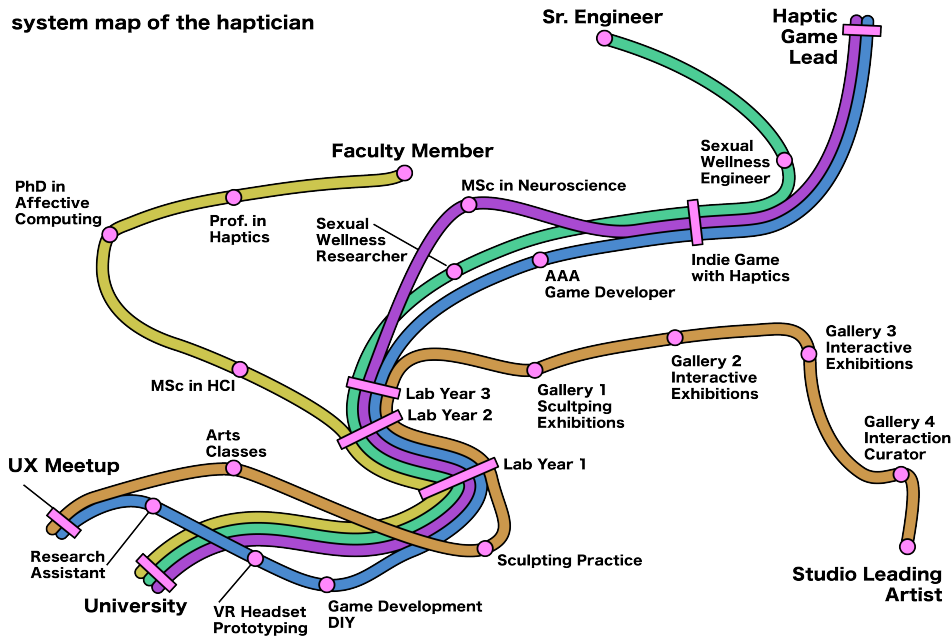 system map of the haptician
Sr. Engineer
Haptic
Game
Lead
Faculty Member
Sexual
Wellness
Engineer
PhD in
Affective
Computing
MSc in Neuroscience
Prof. in
Haptics
Sexual
Wellness
Researcher
Indie Game
with Haptics
AAA
Game Developer
Gallery 3
Interactive
Exhibitions
Gallery 2
Interactive
Exhibitions
MSc in HCI
Lab Year 3
Gallery 1
Scultping
Exhibitions
Lab Year 2
Gallery 4
Interaction
Curator
Arts
Classes
UX Meetup
Lab Year 1
Research
Assistant
Sculpting Practice
Studio Leading
Artist
University
VR Headset
Prototyping
Game Development
DIY